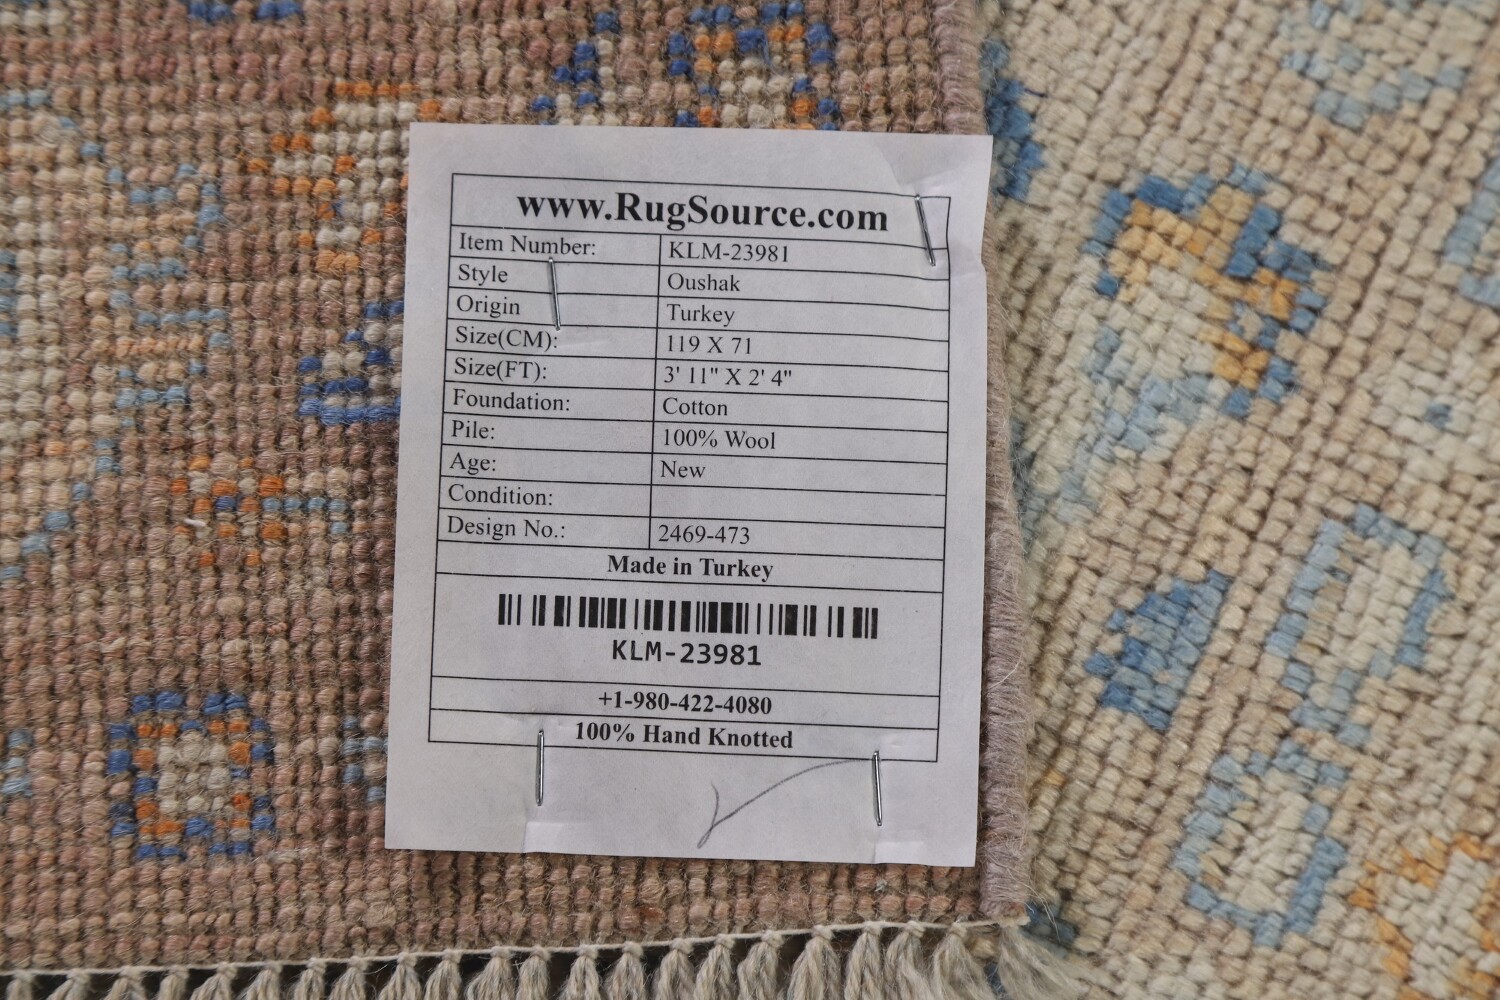 www.RugSource.com
Item Number: KLM-23981
Style Oushak
Origin Turkey
Size(CM): 119 X 71
Size(FT): 3' 11" X 2' 4"
Foundation: Cotton
Pile: 100% Wool
Age: New
Condition:
Design No.: 2469-473
Made in Turkey
KLM-23981
+1-980-422-4080
100% Hand Knotted